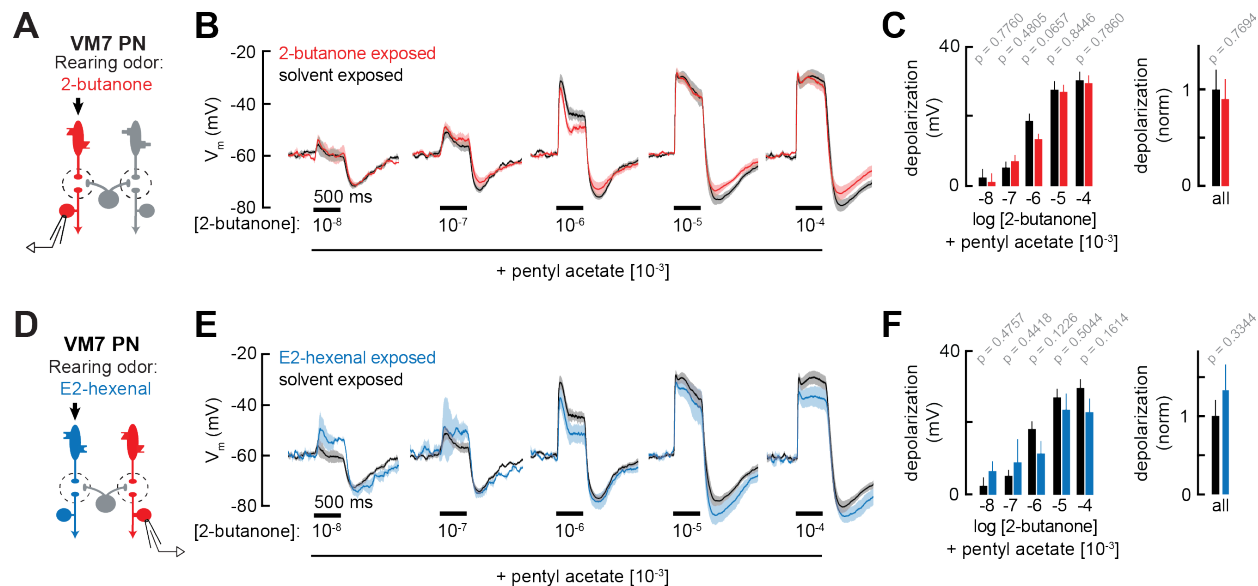 A
VM7 PN
Rearing odor:
2-butanone
B
-20
-40
-60
-80
Vm (mV)
2-butanone exposed
solvent exposed
500 ms
[2-butanone]: 10-8 10-7 10-6 10-5 10-4
+ pentyl acetate [10-3]
C
p = 0.7760
p = 0.4805
p = 0.0657
p = 0.8446
p = 0.7860
40
0
depolarization
(mV)
-8 -7 -6 -5 -4
log [2-butanone]
+ pentyl acetate [10-3]
p = 0.7694
depolarization
(norm)
1
0
all
D
VM7 PN
Rearing odor:
E2-hexenal
E
-20
-40
-60
-80
Vm (mV)
E2-hexenal exposed
solvent exposed
500 ms
[2-butanone]: 10-8 10-7 10-6 10-5 10-4
+ pentyl acetate [10-3]
F
p = 0.4757
p = 0.4418
p = 0.1226
p = 0.5044
p = 0.1614
40
0
depolarization
(mV)
-8 -7 -6 -5 -4
log [2-butanone]
+ pentyl acetate [10-3]
p = 0.3344
depolarization
(norm)
1
0
all